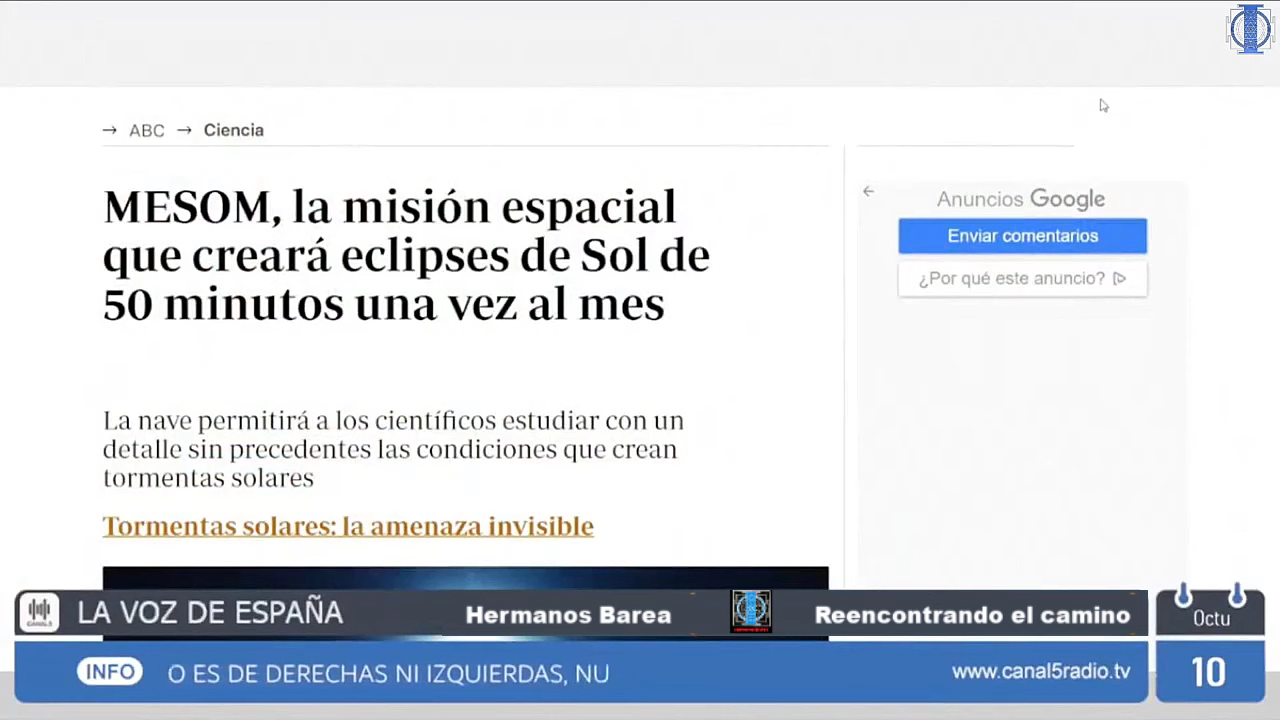 → ABC → Ciencia
MESOM, la misión espacial
que creará eclipses de Sol de
50 minutos una vez al mes
La nave permitirá a los científicos estudiar con un
detalle sin precedentes las condiciones que crean
tormentas solares
Tormentas solares: la amenaza invisible
Anuncios Google
Enviar comentarios
¿Por qué este anuncio?
LA VOZ DE ESPAÑA
Hermanos Barea
Reencontrando el camino
Octu
10
INFO
O ES DE DERECHAS NI IZQUIERDAS, NU
www.canal5radio.tv